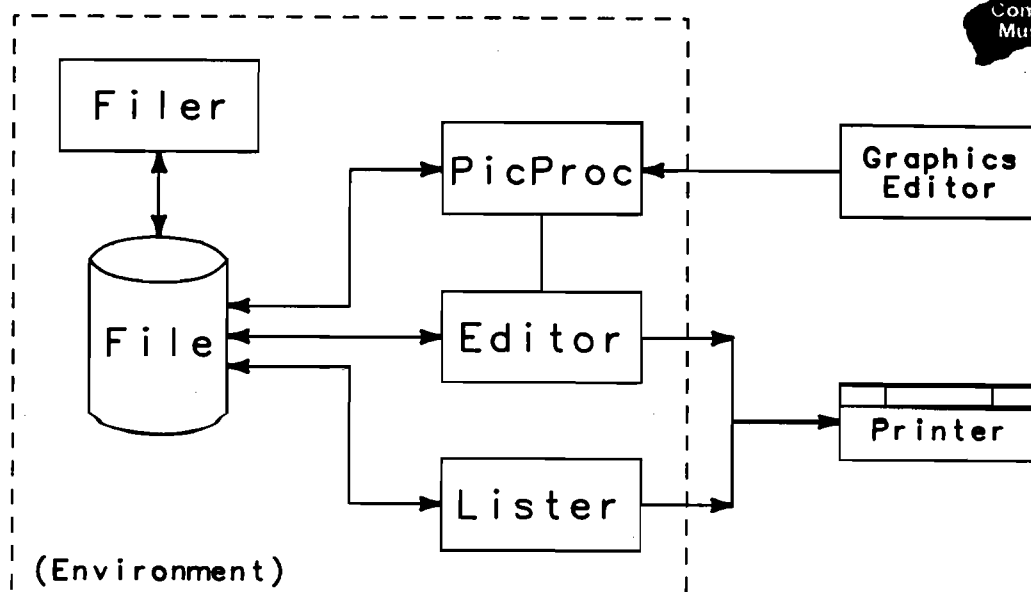 Filer
PicProc
Graphics
Editor
File
Editor
Printer
Lister
(Environment)